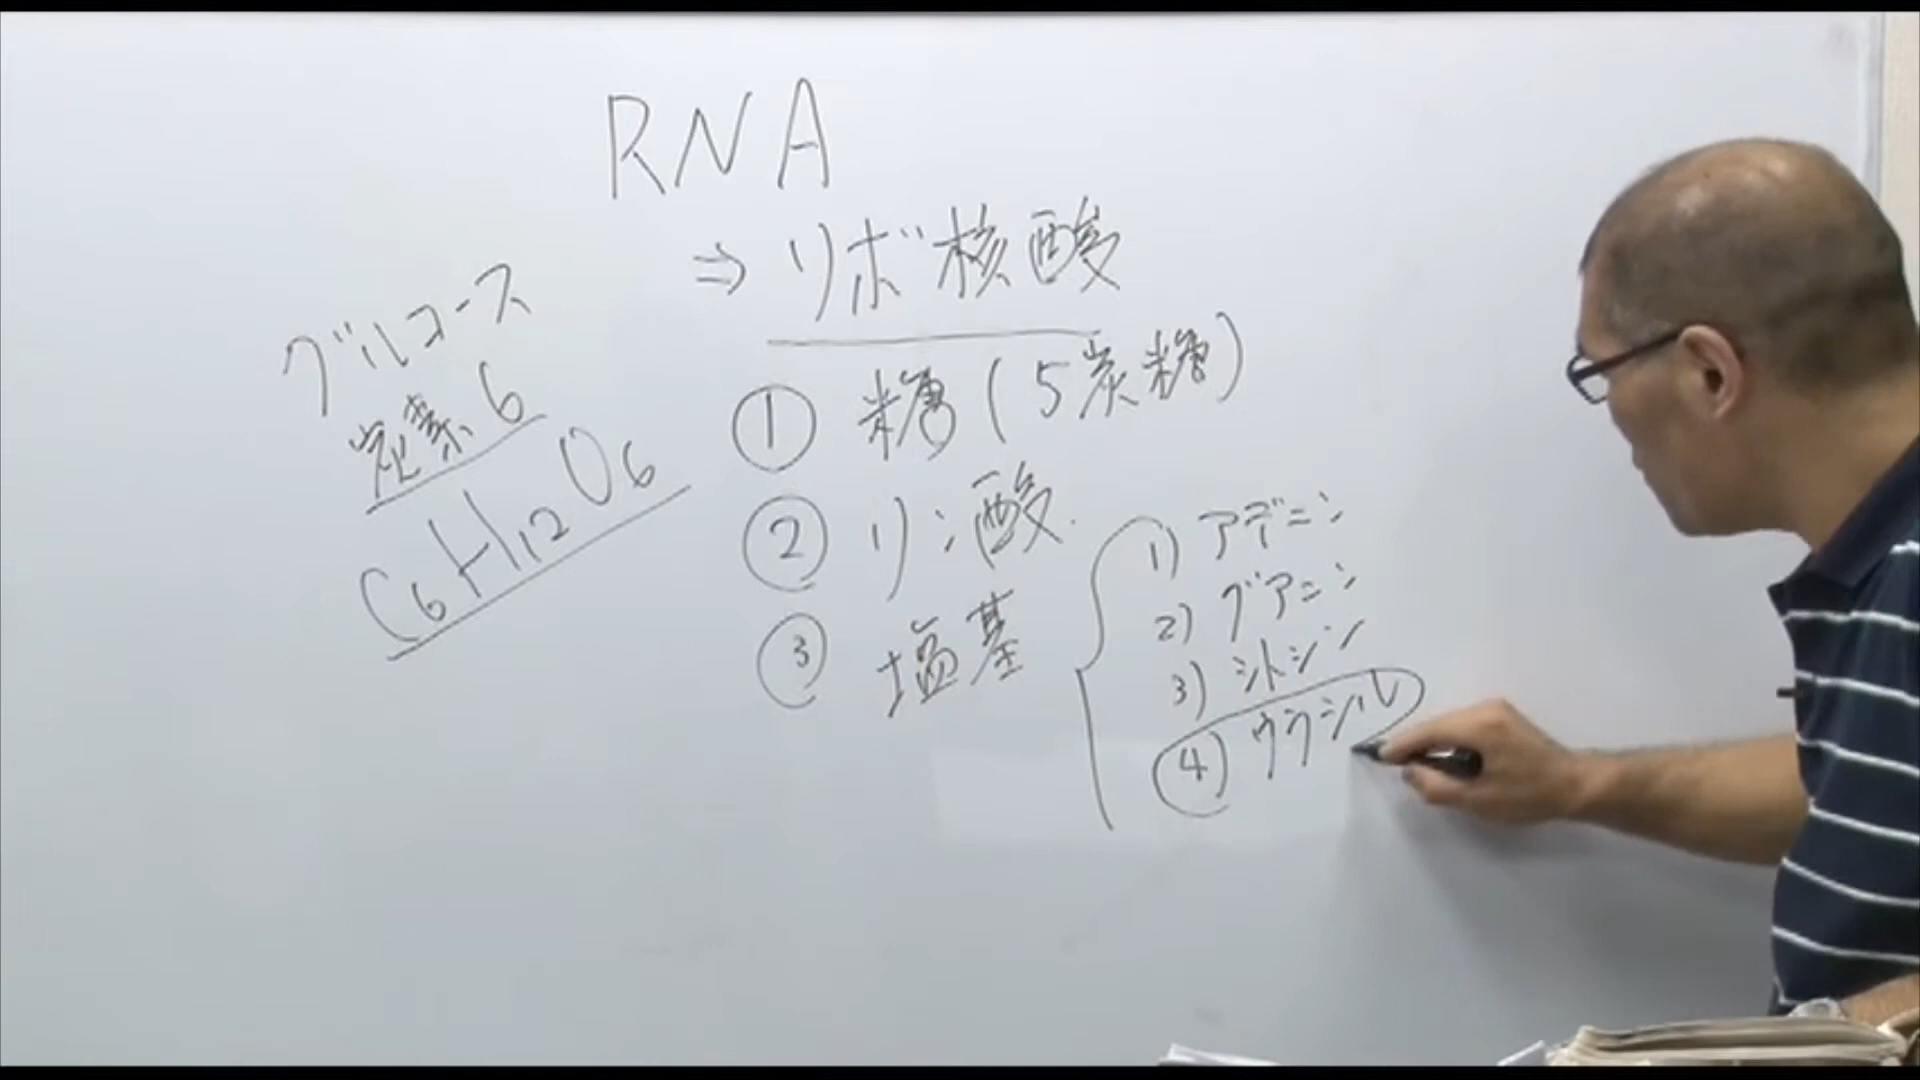 RNA
⇒リボ核酸
グルコース
炭素6
C6H12O6
① 糖(5炭糖)
② リン酸
③ 塩基
1) アデニン
2) グアニン
3) シトシン
4) ウラシル